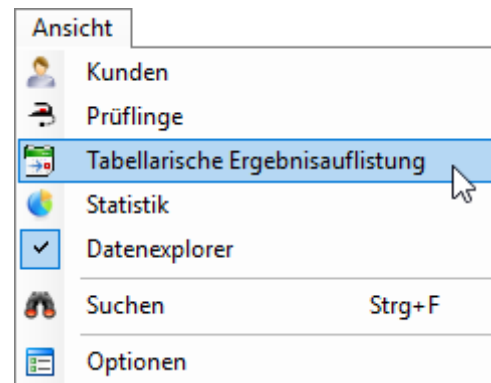 Ansicht
Kunden
Prüflinge
Tabellarische Ergebnisauflistung
Statistik
Datenexplorer
Suchen Strg+F
Optionen